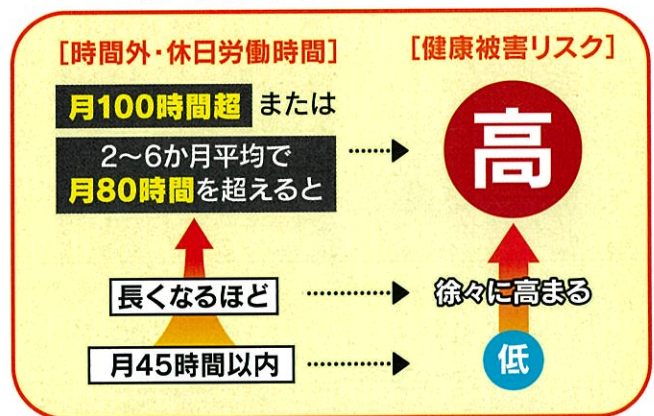 [時間外・休日労働時間]
[健康被害リスク]
月100時間超 または
2～6か月平均で
月80時間を超えると
高
長くなるほど
徐々に高まる
月45時間以内
低